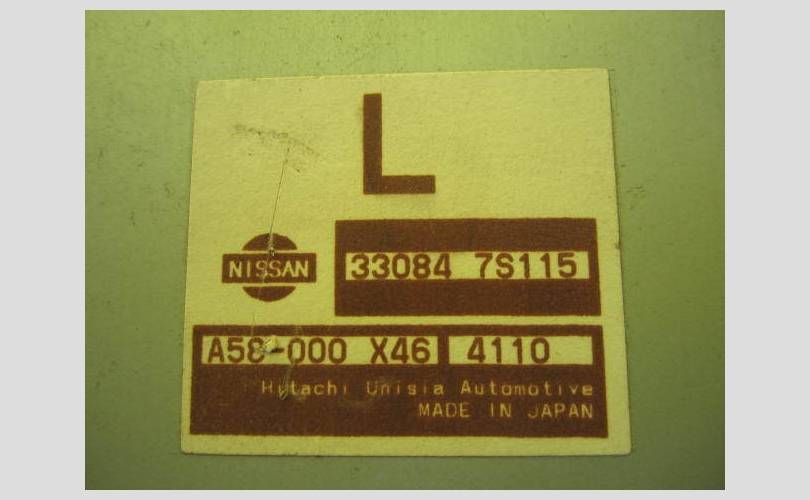 L
NISSAN
33084 7S115
A58-000 X46 4110
Hitachi Unisia Automotive
MADE IN JAPAN